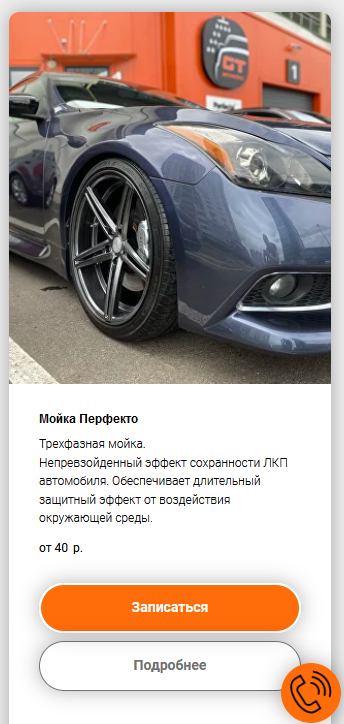 GT
1
Мойка Перфекто
Трехфазная мойка.
Непревзойденный эффект сохранности ЛКП
автомобиля. Обеспечивает длительный
защитный эффект от воздействия
окружающей среды.
от 40 р.
Записаться
Подробнее